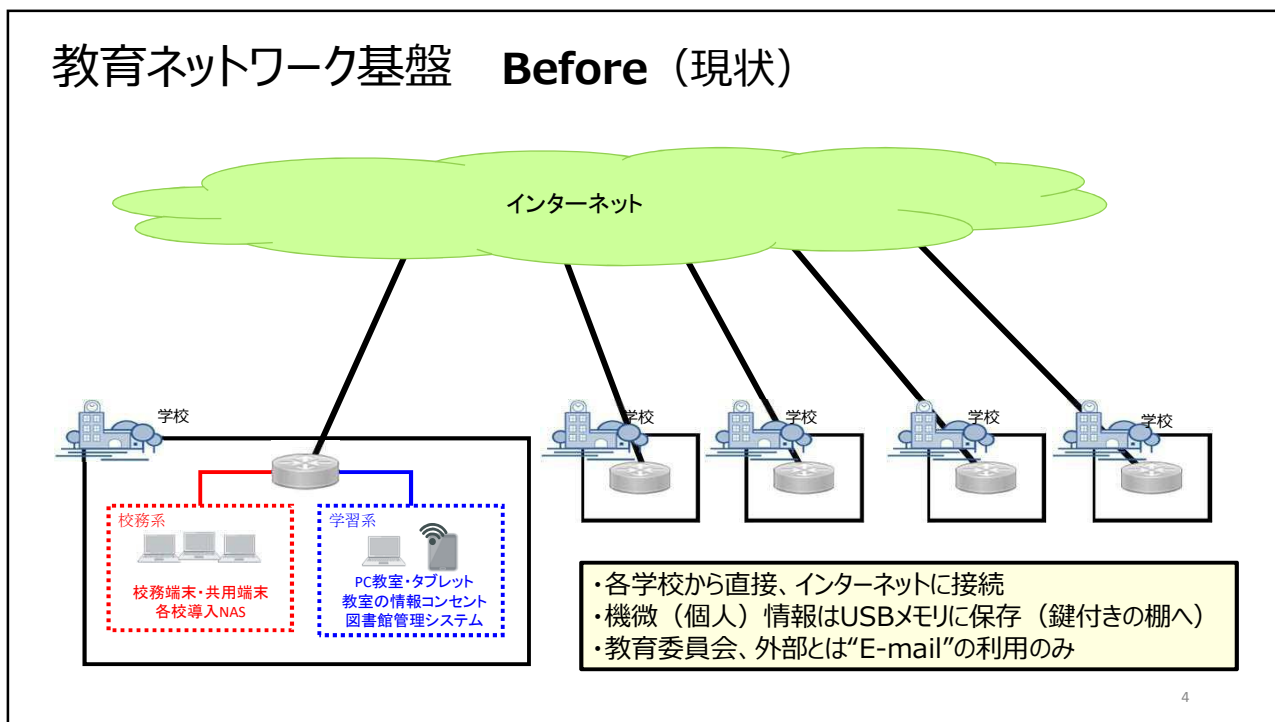 教育ネットワーク基盤　Before（現状）
インターネット
学校
学校
学校
学校
学校
校務系
校務端末・共用端末
各校導入NAS
学習系
PC教室・タブレット
教室の情報コンセント
図書館管理システム
・各学校から直接、インターネットに接続
・機微（個人）情報はUSBメモリに保存（鍵付きの棚へ）
・教育委員会、外部とは“E-mail”の利用のみ
4